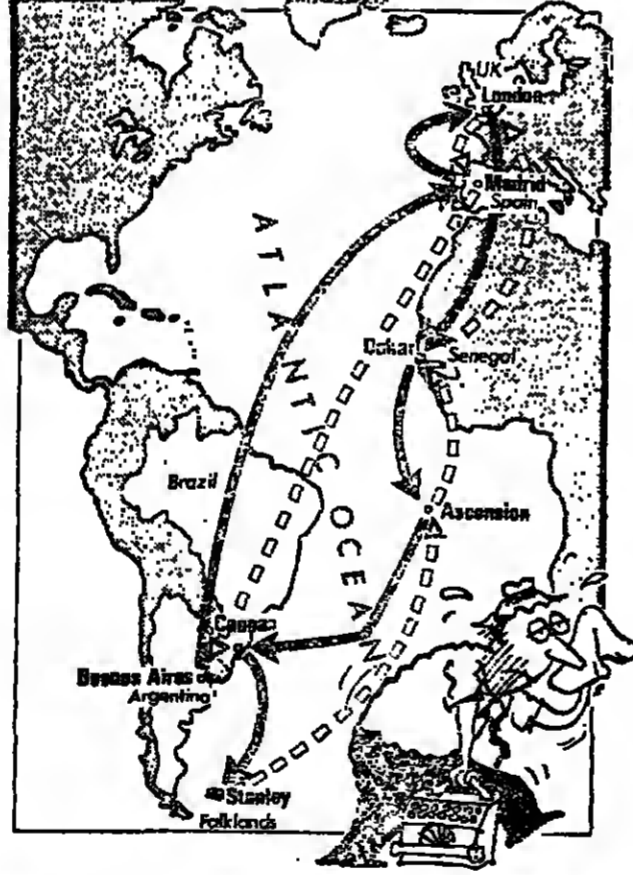 UK
London
Madrid
Spain
ATLANTIC OCEAN
Dakar
Senegal
Brazil
Ascension
Buenos Aires
Argentina
Stanley
Falklands